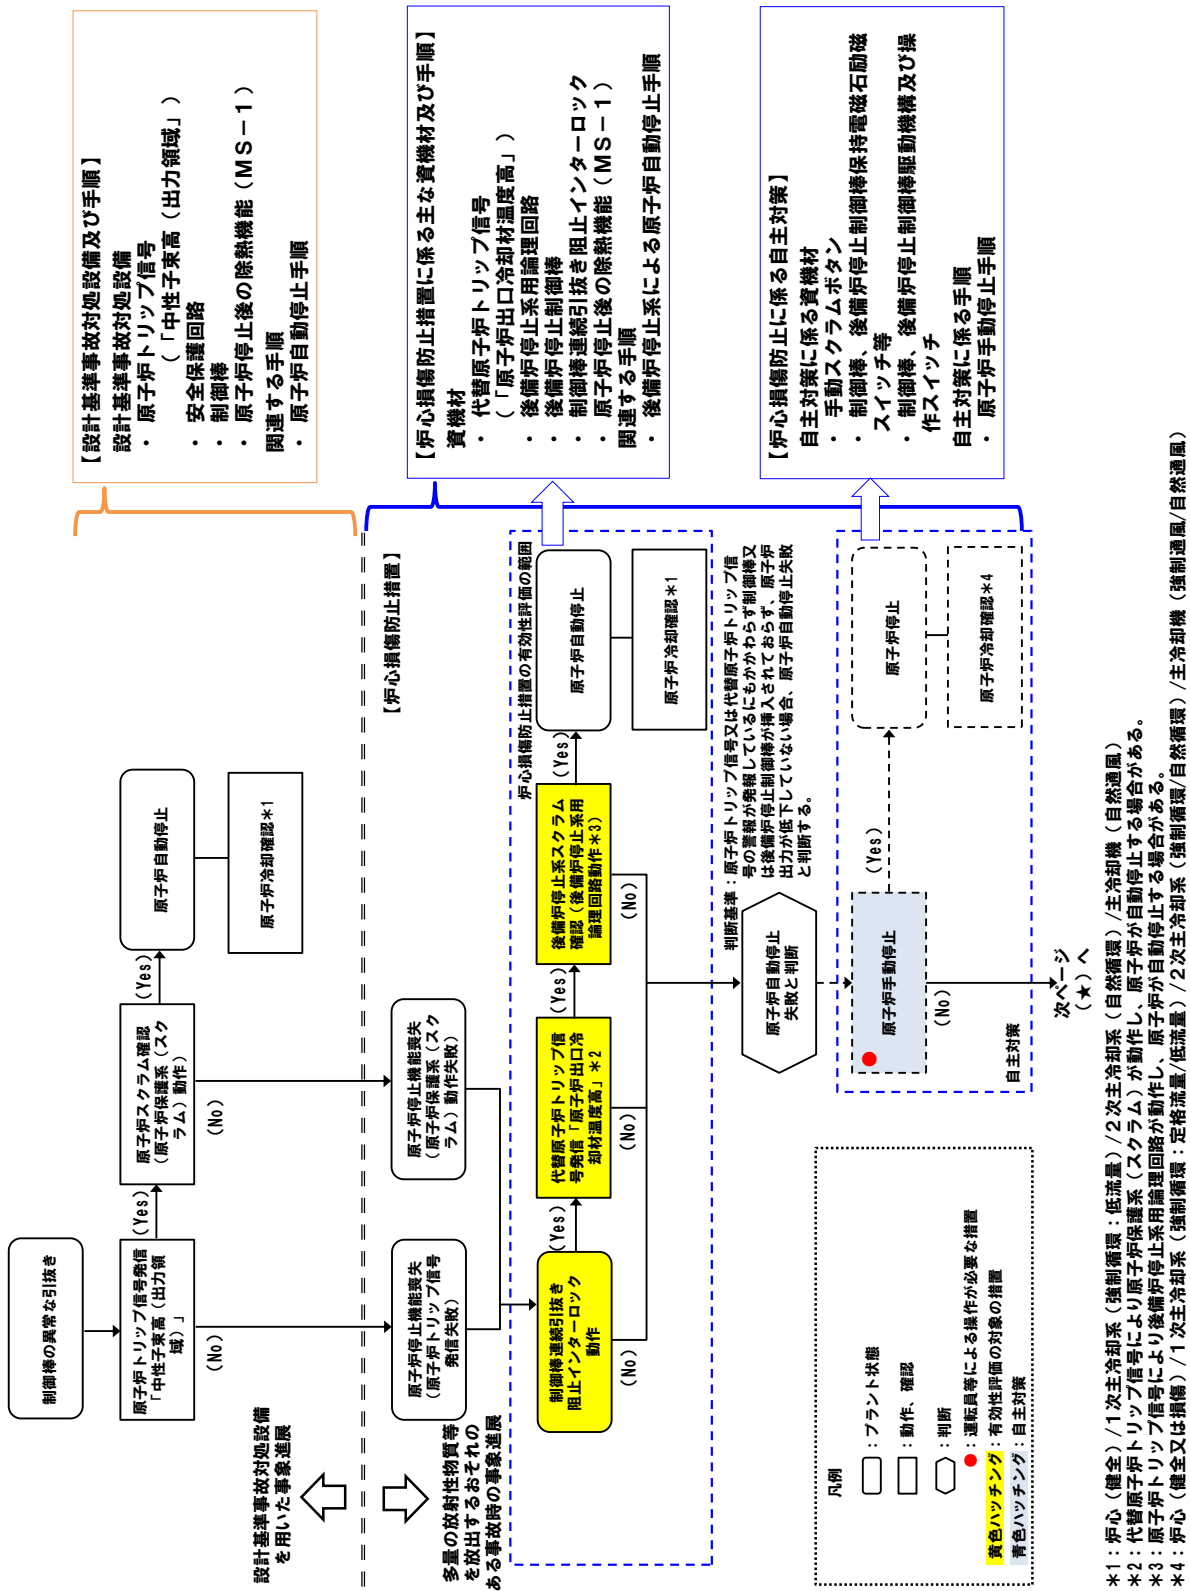 制御棒の異常な引抜き
原子炉トリップ信号発信
「中性子束高（出力領
域）」
(Yes)
(No)
原子炉スクラム確認
（原子炉保護系（スク
ラム）動作）
(Yes)
(No)
原子炉自動停止
原子炉冷却確認＊1
【設計基準事故対処設備及び手順】
設計基準事故対処設備
・ 原子炉トリップ信号
（「中性子束高（出力領域）」）
・ 安全保護回路
・ 制御棒
・ 原子炉停止後の除熱機能（ＭＳ－１）
関連する手順
・ 原子炉自動停止手順
設計基準事故対処設備
を用いた事象進展
多量の放射性物質等
を放出するおそれの
ある事故時の事象進展
【炉心損傷防止措置】
原子炉停止機能喪失
（原子炉トリップ信号
発信失敗）
原子炉停止機能喪失
（原子炉保護系（スク
ラム）動作失敗）
炉心損傷防止措置の有効性評価の範囲
制御棒連続引抜き
阻止インターロック
動作
(Yes)
(No)
代替原子炉トリップ信
号発信「原子炉出口冷
却材温度高」＊2
(Yes)
(No)
後備炉停止系スクラム
確認（後備炉停止系用
論理回路動作＊3）
(Yes)
(No)
原子炉自動停止
原子炉冷却確認＊1
【炉心損傷防止措置に係る主な資機材及び手順】
資機材
・ 代替原子炉トリップ信号
（「原子炉出口冷却材温度高」）
・ 後備炉停止系用論理回路
・ 後備炉停止制御棒
・ 制御棒連続引抜き阻止インターロック
・ 原子炉停止後の除熱機能（ＭＳ－１）
関連する手順
・ 後備炉停止系による原子炉自動停止手順
原子炉自動停止
失敗と判断
判断基準：原子炉トリップ信号又は代替原子炉トリップ信
号の警報が発報しているにもかかわらず制御棒又
は後備炉停止制御棒が挿入されておらず、原子炉
出力が低下していない場合、原子炉自動停止失敗
と判断する。
原子炉手動停止
(Yes)
(No)
自主対策
原子炉停止
原子炉冷却確認＊4
次ページ
（★）へ
【炉心損傷防止に係る自主対策】
自主対策に係る資機材
・ 手動スクラムボタン
・ 制御棒、後備炉停止制御棒保持電磁石励磁
スイッチ等
・ 制御棒、後備炉停止制御棒駆動機構及び操
作スイッチ
自主対策に係る手順
・ 原子炉手動停止手順
凡例
：プラント状態
：動作、確認
：判断
：運転員等による操作が必要な措置
黄色ハッチング：有効性評価の対象の措置
青色ハッチング：自主対策
＊1：炉心（健全）/１次主冷却系（強制循環：低流量）/２次主冷却系（自然循環）/主冷却機（自然通風）
＊2：代替原子炉トリップ信号により原子炉保護系（スクラム）が動作し、原子炉が自動停止する場合がある。
＊3：原子炉トリップ信号により後備炉停止系用論理回路が動作し、原子炉が自動停止する場合がある。
＊4：炉心（健全又は損傷）/１次主冷却系（強制循環：定格流量/低流量）/２次主冷却系（強制循環/自然循環）/主冷却機（強制通風/自然通風）